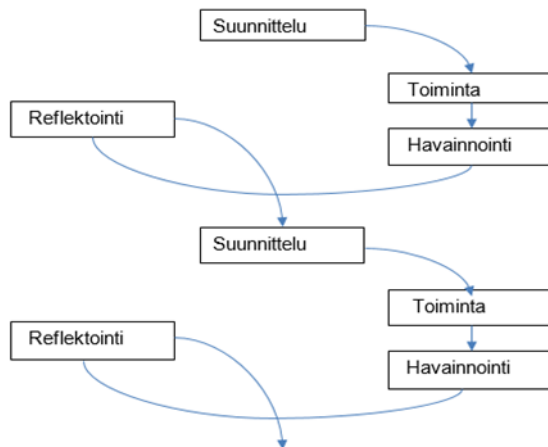 Suunnittelu
Toiminta
Havainnointi
Reflektointi
Suunnittelu
Toiminta
Havainnointi
Reflektointi